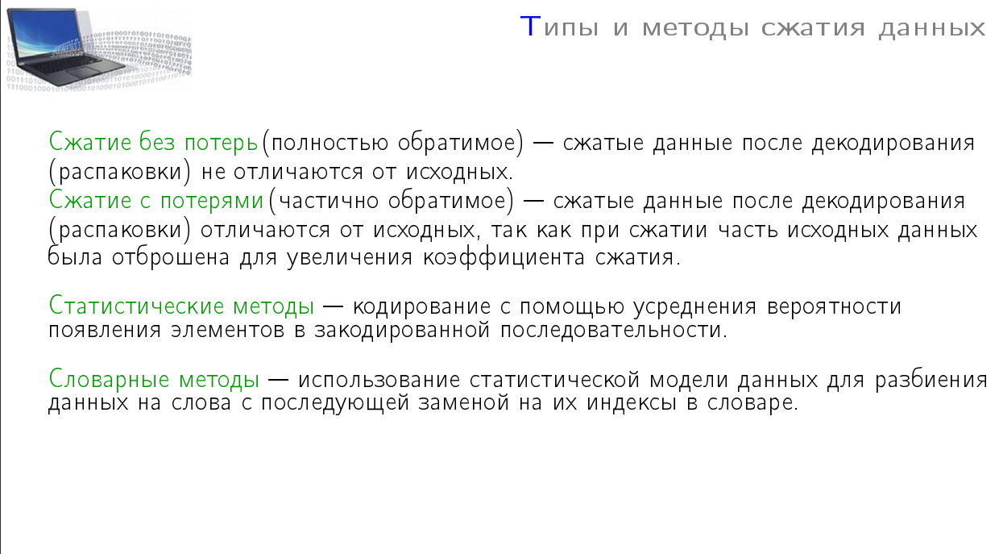 Типы и методы сжатия данных
Сжатие без потерь (полностью обратимое) — сжатые данные после декодирования
(распаковки) не отличаются от исходных.
Сжатие с потерями (частично обратимое) — сжатые данные после декодирования
(распаковки) отличаются от исходных, так как при сжатии часть исходных данных
была отброшена для увеличения коэффициента сжатия.
Статистические методы — кодирование с помощью усреднения вероятности
появления элементов в закодированной последовательности.
Словарные методы — использование статистической модели данных для разбиения
данных на слова с последующей заменой на их индексы в словаре.